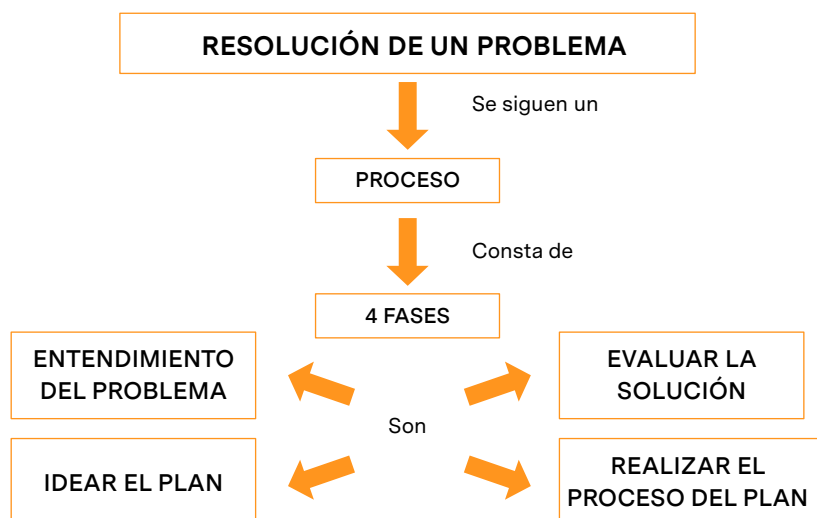 RESOLUCIÓN DE UN PROBLEMA
Se siguen un
PROCESO
Consta de
4 FASES
ENTENDIMIENTO
DEL PROBLEMA
EVALUAR LA
SOLUCIÓN
Son
IDEAR EL PLAN
REALIZAR EL
PROCESO DEL PLAN